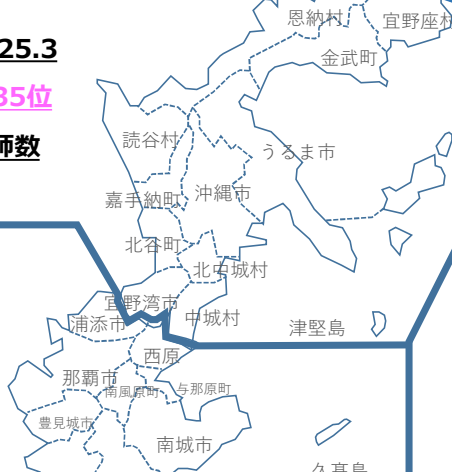 恩納村
宜野座村
25.3
金武町
35位
師数
読谷村
うるま市
嘉手納町
沖縄市
北谷町
北中城村
宜野湾市
浦添市
中城村
津堅島
西原
那覇市
南風原町
与那原町
豊見城市
南城市
久高島